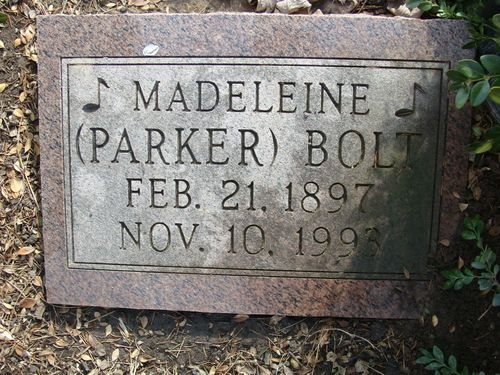 ♪ MADELEINE ♪
(PARKER) BOLT
FEB. 21. 1897
NOV. 10. 1993